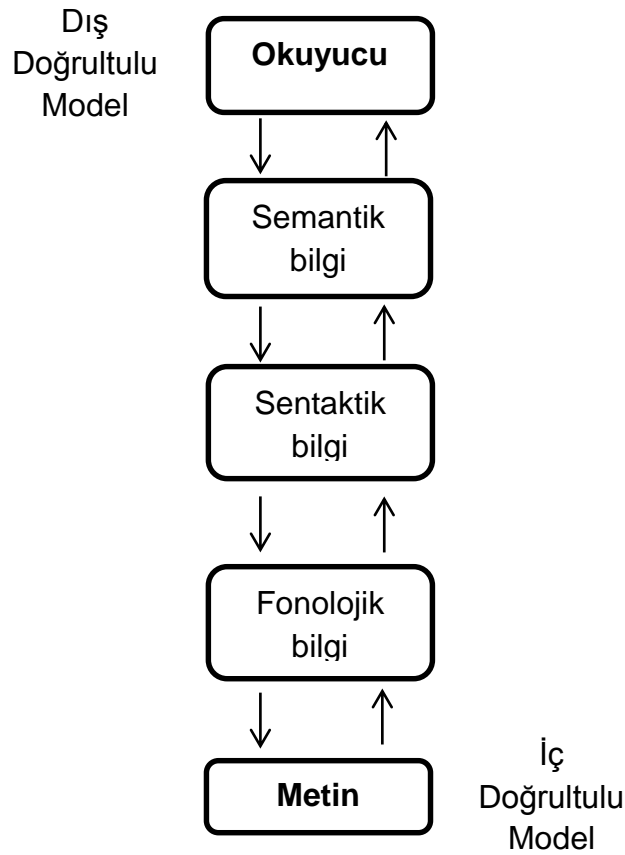 Dış
Doğrultulu
Model
Okuyucu
Semantik
bilgi
Sentaktik
bilgi
Fonolojik
bilgi
Metin
İç
Doğrultulu
Model